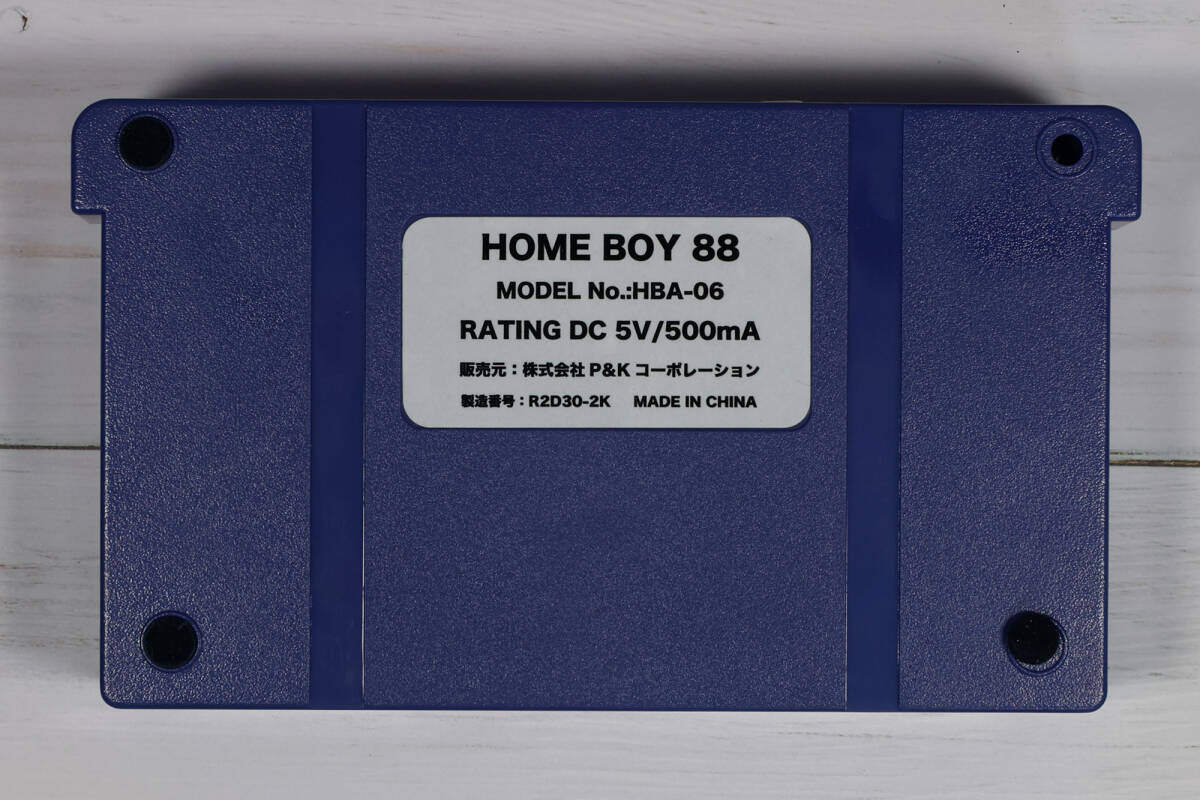 HOME BOY 88
MODEL No.:HBA-06
RATING DC 5V/500mA
販売元：株式会社 P&K コーポレーション
製造番号：R2D30-2K MADE IN CHINA